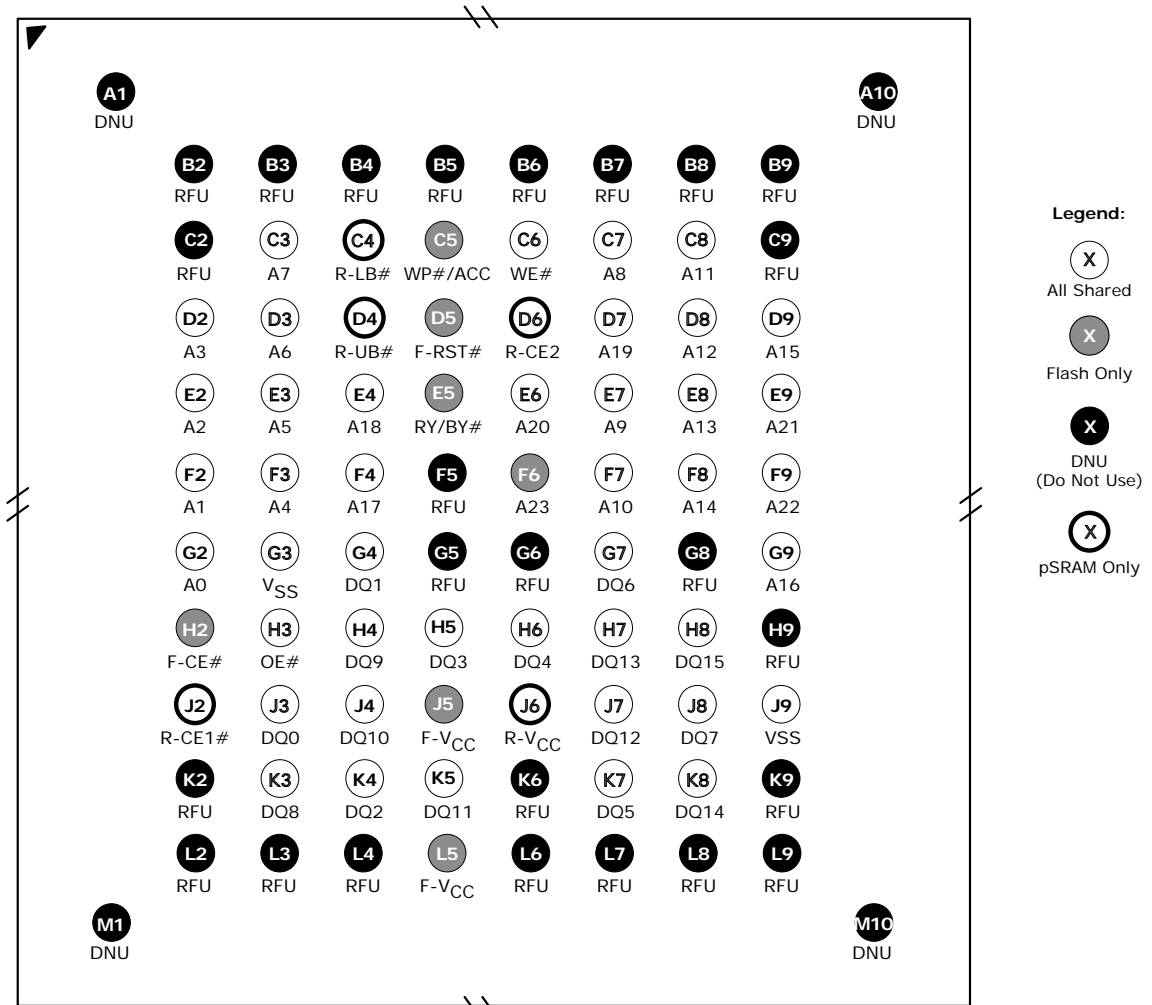 A1 A10
DNU DNU
B2 B3 B4 B5 B6 B7 B8 B9
RFU RFU RFU RFU RFU RFU RFU RFU
C2 C3 C4 C5 C6 C7 C8 C9
RFU A7 R-LB# WP#/ACC WE# A8 A11 RFU
D2 D3 D4 D5 D6 D7 D8 D9
A3 A6 R-UB# F-RST# R-CE2 A19 A12 A15
E2 E3 E4 E5 E6 E7 E8 E9
A2 A5 A18 RY/BY# A20 A9 A13 A21
F2 F3 F4 F5 F6 F7 F8 F9
A1 A4 A17 RFU A23 A10 A14 A22
G2 G3 G4 G5 G6 G7 G8 G9
A0 VSS DQ1 RFU RFU DQ6 RFU A16
H2 H3 H4 H5 H6 H7 H8 H9
F-CE# OE# DQ9 DQ3 DQ4 DQ13 DQ15 RFU
J2 J3 J4 J5 J6 J7 J8 J9
R-CE1# DQ0 DQ10 F-VCC R-VCC DQ12 DQ7 VSS
K2 K3 K4 K5 K6 K7 K8 K9
RFU DQ8 DQ2 DQ11 RFU DQ5 DQ14 RFU
L2 L3 L4 L5 L6 L7 L8 L9
RFU RFU RFU F-VCC RFU RFU RFU RFU
M1 M10
DNU DNU
Legend:
X
All Shared
X
Flash Only
X
DNU
(Do Not Use)
X
pSRAM Only